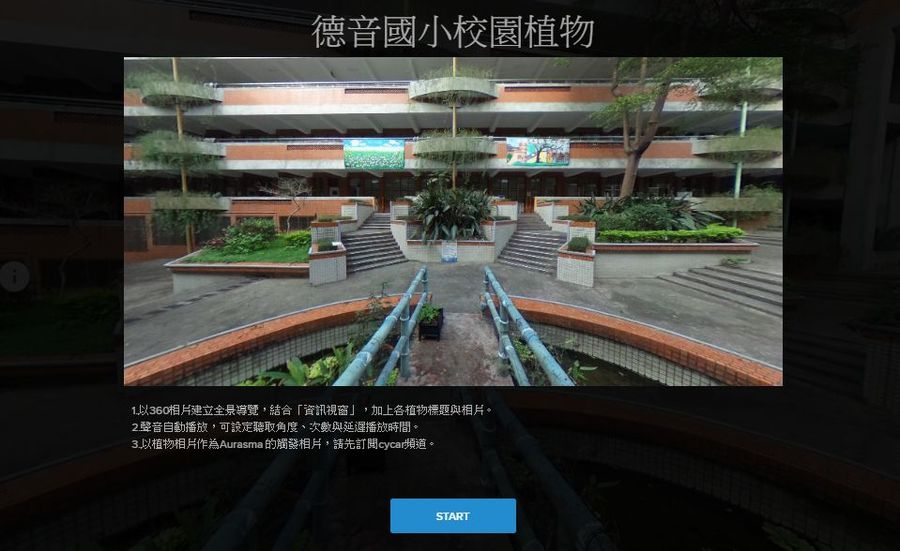 德音國小校園植物
1.以360相片建立全景導覽，結合「資訊視窗」，加上各植物標題與相片。
2.聲音自動播放，可設定聽取角度、次數與延遲播放時間。
3.以植物相片作為Aurasma 的觸發相片，請先訂閱cycar頻道。
START